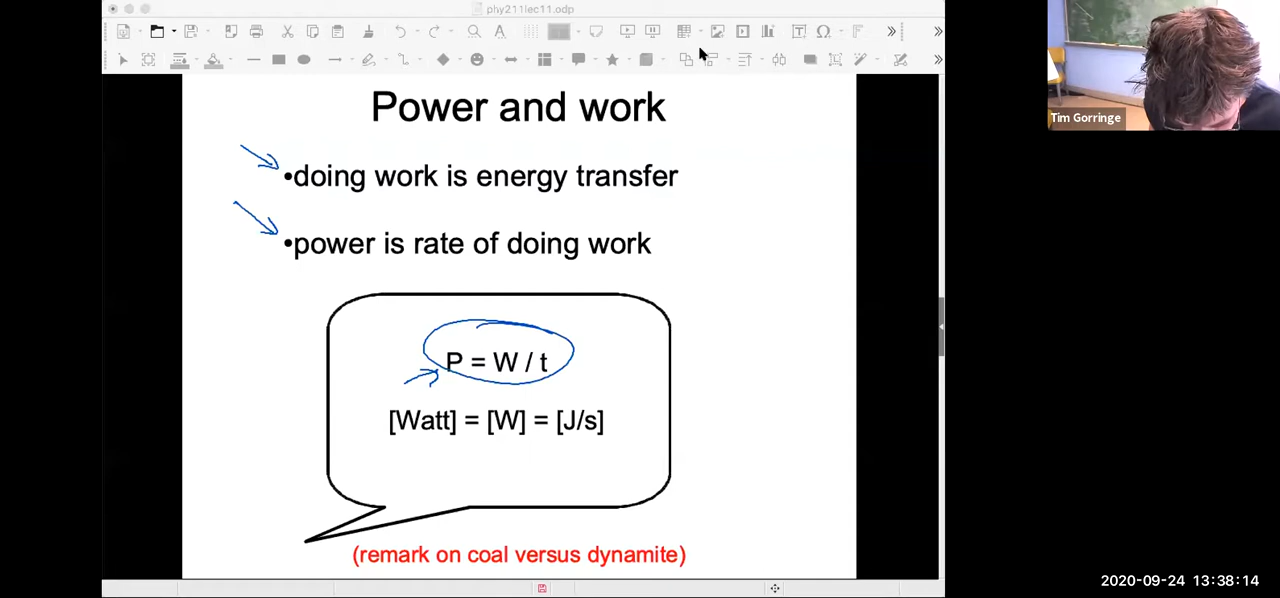 phy211lec11.odp
Power and work
•doing work is energy transfer
•power is rate of doing work
P = W / t
[Watt] = [W] = [J/s]
(remark on coal versus dynamite)
Tim Gorringe
2020-09-24 13:38:14